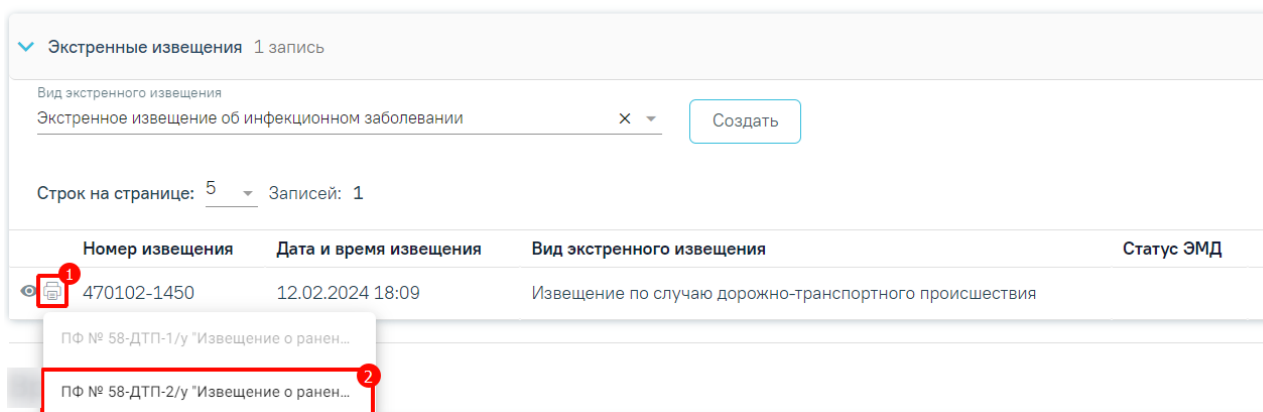 Экстренные извещения 1 запись
Вид экстренного извещения
Экстренное извещение об инфекционном заболевании
Создать
Строк на странице: 5 Записей: 1
Номер извещения Дата и время извещения Вид экстренного извещения Статус ЭМД
1
470102-1450 12.02.2024 18:09 Извещение по случаю дорожно-транспортного происшествия
ПФ № 58-ДТП-1/у "Извещение о ранен...
2
ПФ № 58-ДТП-2/у "Извещение о ранен...